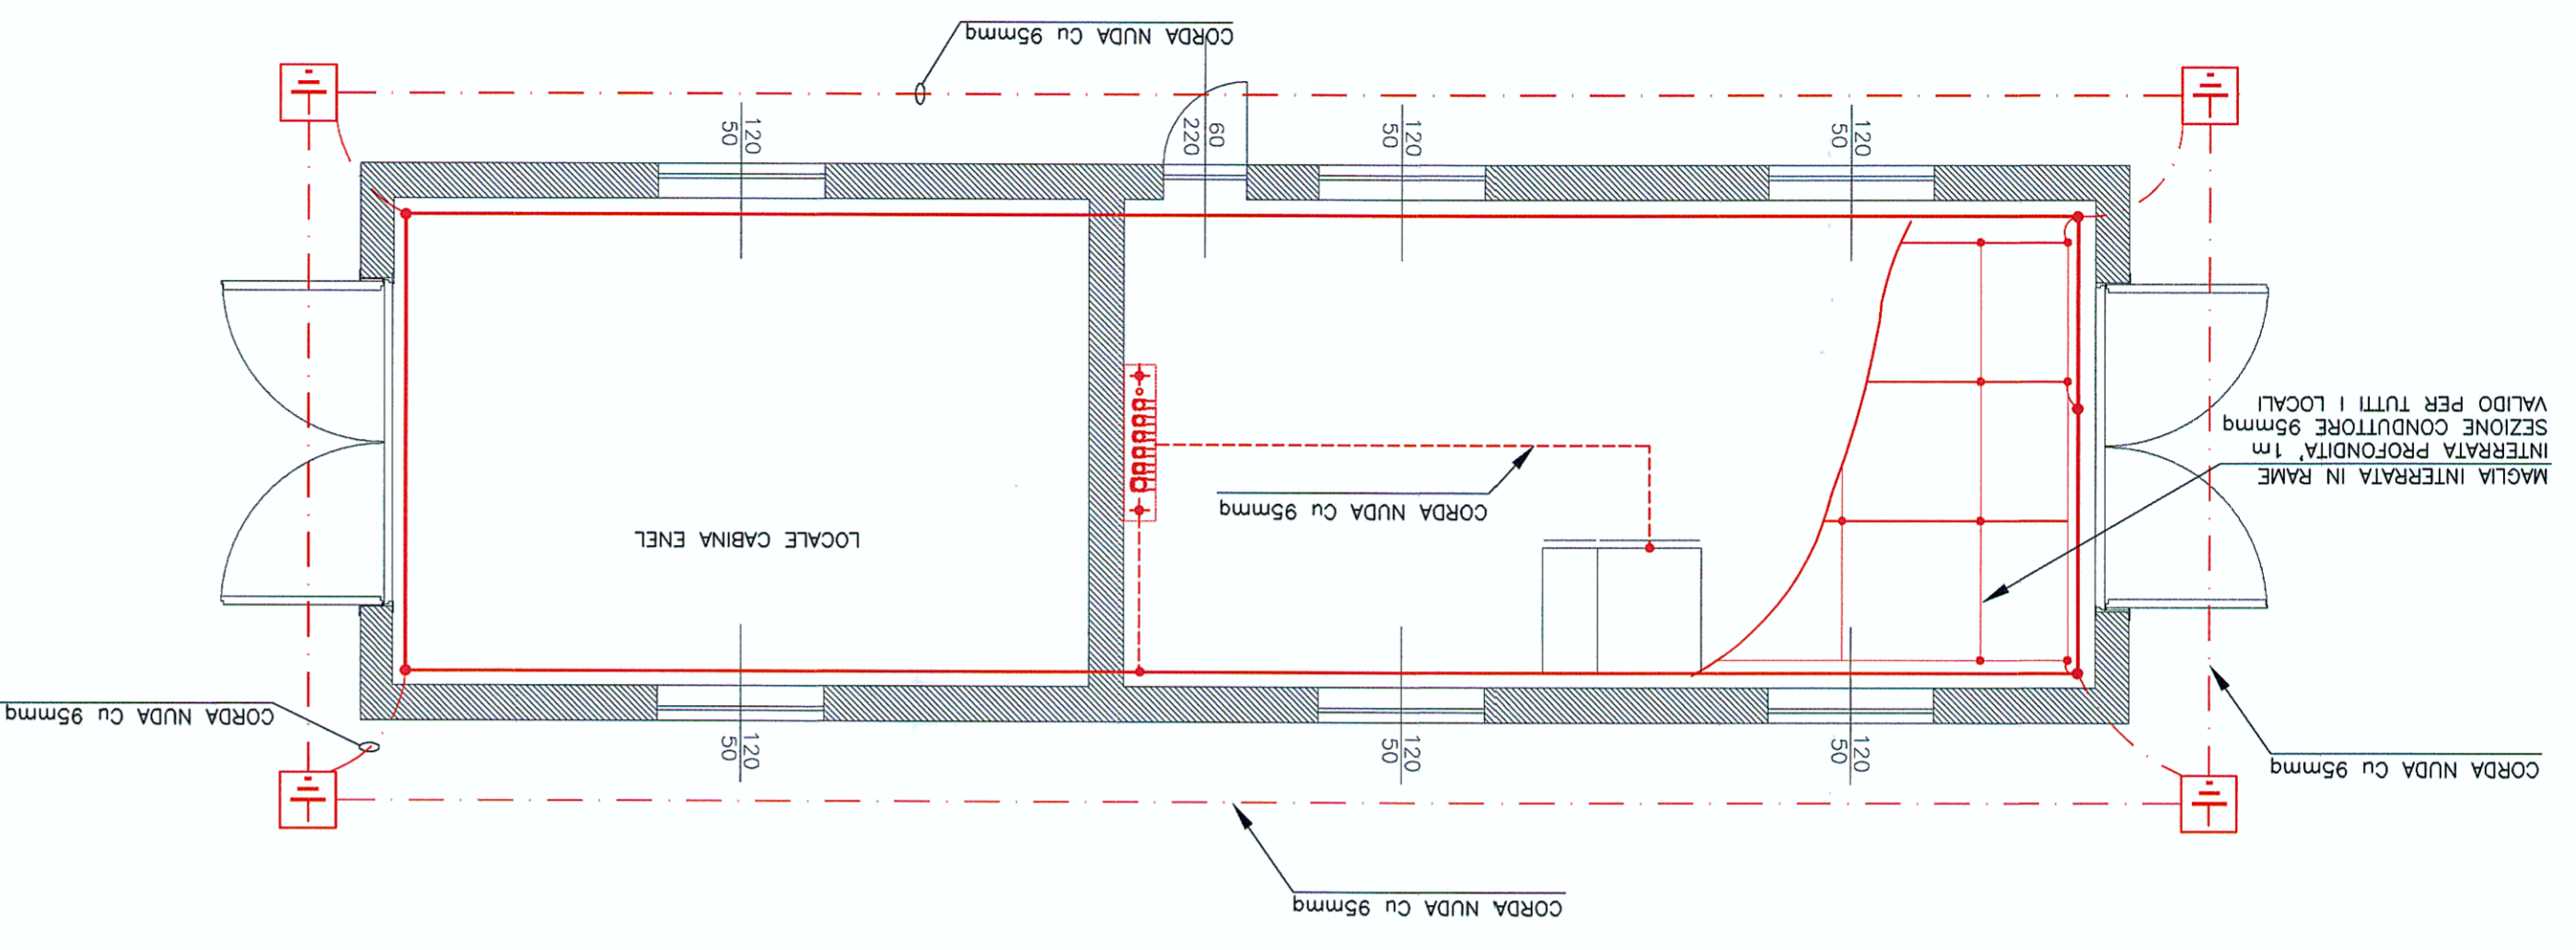 CORDA NUDA Cu 95mmq
120
50
60
220
120
50
120
50
MAGLIA INTERRATA IN RAME
INTERRATA PROFONDITA' 1m
SEZIONE CONDUTTORE 95mmq
VALIDO PER TUTTI I LOCALI
CORDA NUDA Cu 95mmq
LOCALE CABINA ENEL
CORDA NUDA Cu 95mmq
120
50
120
50
120
50
CORDA NUDA Cu 95mmq
CORDA NUDA Cu 95mmq